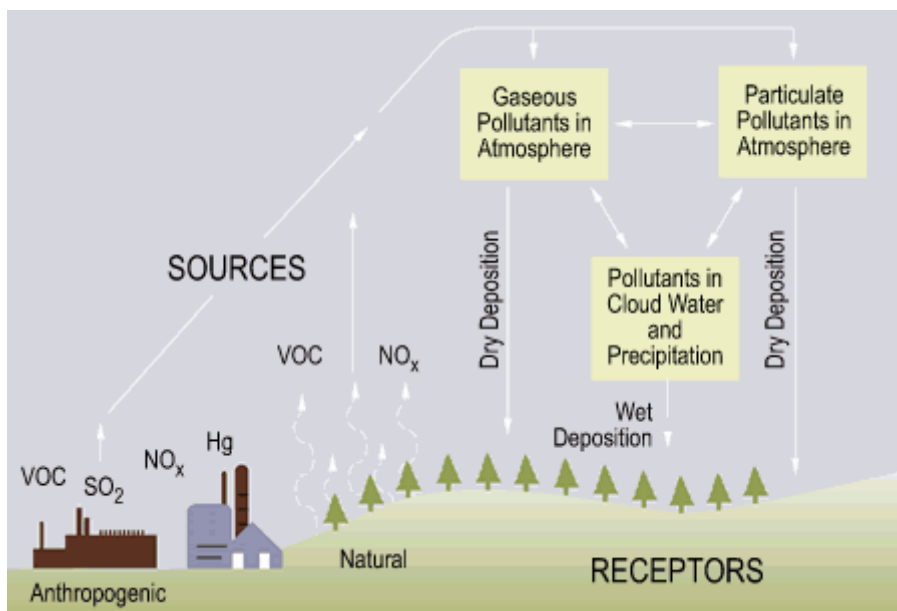 Gaseous
Pollutants in
Atmosphere
Particulate
Pollutants in
Atmosphere
SOURCES
Dry Deposition
Pollutants in
Cloud Water
and
Precipitation
Dry Deposition
VOC
NOx
Wet
Deposition
VOC
SO2
NOx
Hg
Natural
RECEPTORS
Anthropogenic